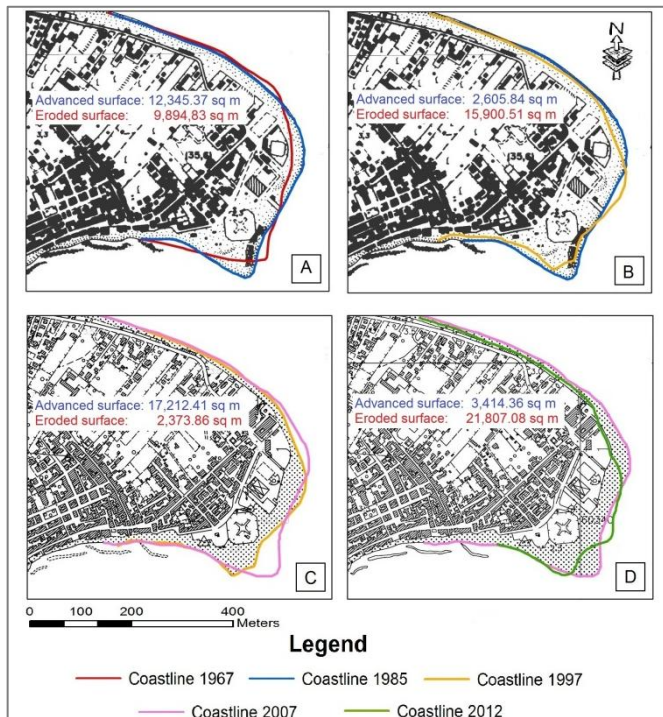 N
Advanced surface: 12,345.37 sq m
Eroded surface: 9,894,83 sq m
(35,6)
A
Advanced surface: 2,605.84 sq m
Eroded surface: 15,900.51 sq m
(35,6)
B
Advanced surface: 17,212.41 sq m
Eroded surface: 2,373.86 sq m
C
Advanced surface: 3,414.36 sq m
Eroded surface: 21,807.08 sq m
D
0 100 200 400
Meters
Legend
Coastline 1967 Coastline 1985 Coastline 1997
Coastline 2007 Coastline 2012